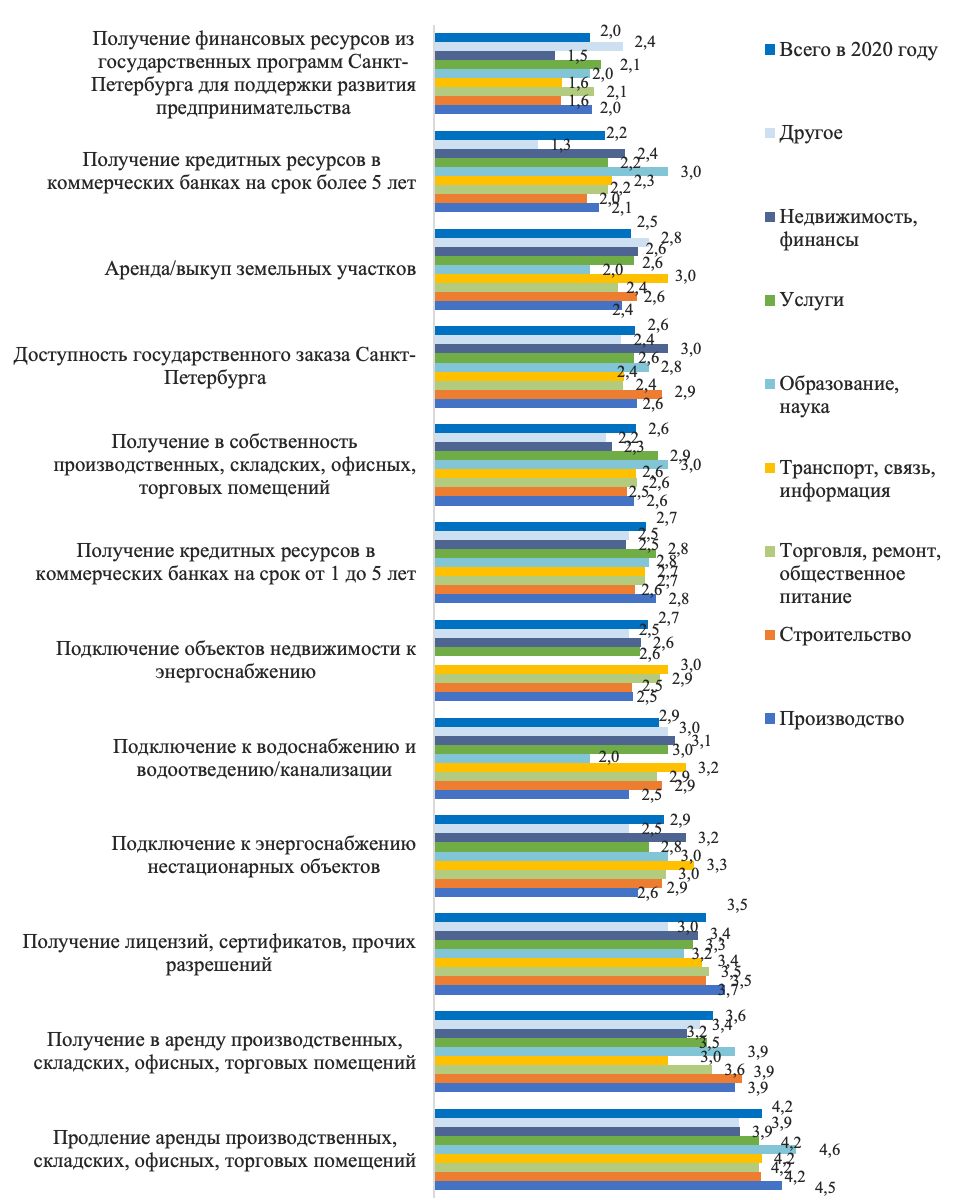 Получение финансовых ресурсов из
государственных программ Санкт-
Петербурга для поддержки развития
предпринимательства
2,0
2,4
1,5
2,1
2,0
1,6
2,1
1,6
2,0
Получение кредитных ресурсов в
коммерческих банках на срок более 5 лет
2,2
1,3
2,4
2,2
3,0
2,3
2,2
2,0
2,1
Аренда/выкуп земельных участков
2,5
2,8
2,6
2,6
2,0
3,0
2,4
2,6
2,4
Доступность государственного заказа Санкт-
Петербурга
2,6
2,4
3,0
2,6
2,8
2,4
2,4
2,9
2,6
Получение в собственность
производственных, складских, офисных,
торговых помещений
2,6
2,2
2,3
2,9
3,0
2,6
2,6
2,5
2,6
Получение кредитных ресурсов в
коммерческих банках на срок от 1 до 5 лет
2,7
2,5
2,5
2,8
2,8
2,7
2,7
2,6
2,8
Подключение объектов недвижимости к
энергоснабжению
2,7
2,5
2,6
2,6
3,0
2,9
2,5
2,5
Подключение к водоснабжению и
водоотведению/канализации
2,9
3,0
3,1
3,0
2,0
3,2
2,9
2,9
2,5
Подключение к энергоснабжению
нестационарных объектов
2,9
2,5
3,2
2,8
3,0
3,3
3,0
2,9
2,6
Получение лицензий, сертификатов, прочих
разрешений
3,5
3,0
3,4
3,3
3,2
3,4
3,5
3,5
3,7
Получение в аренду производственных,
складских, офисных, торговых помещений
3,6
3,4
3,2
3,5
3,9
3,0
3,6
3,9
3,9
Продление аренды производственных,
складских, офисных, торговых помещений
4,2
3,9
3,9
4,2
4,6
4,2
4,2
4,2
4,5
Всего в 2020 году
Другое
Недвижимость,
финансы
Услуги
Образование,
наука
Транспорт, связь,
информация
Торговля, ремонт,
общественное
питание
Строительство
Производство